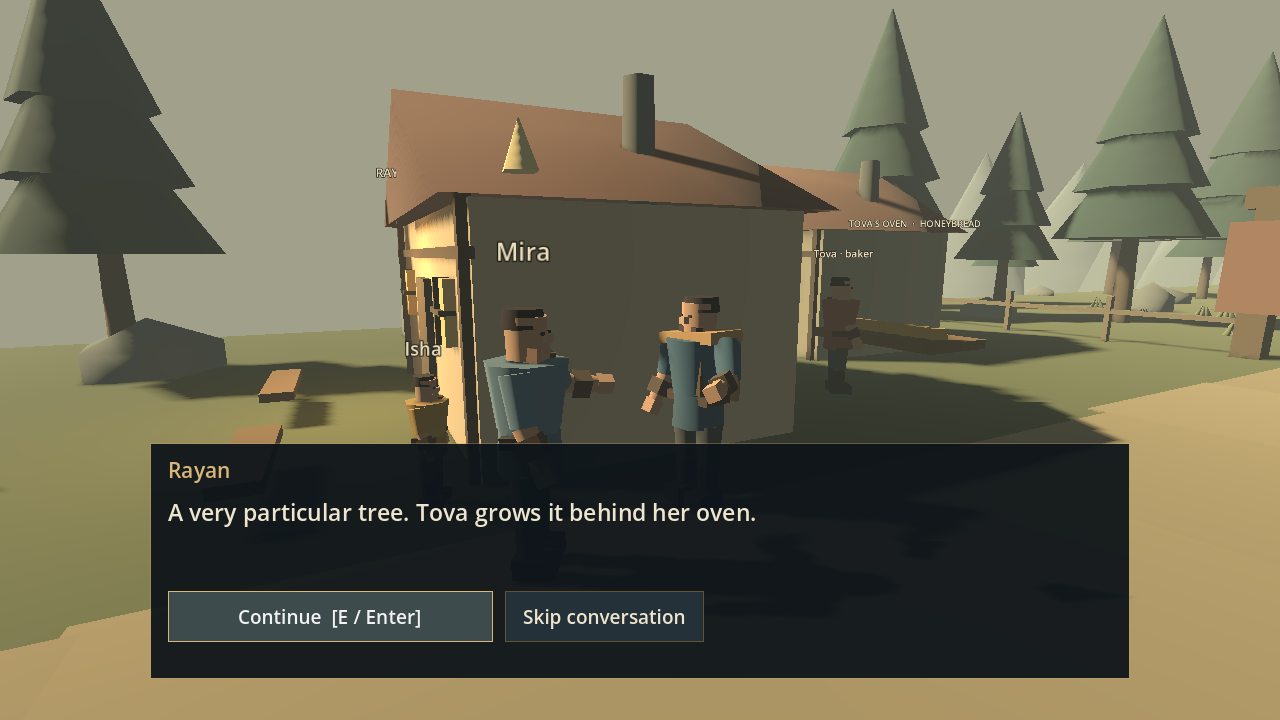 RAY
TOVA'S OVEN · HONEYBREAD
Mira
Tova · baker
Isha
Rayan
A very particular tree. Tova grows it behind her oven.
Continue [E / Enter]
Skip conversation